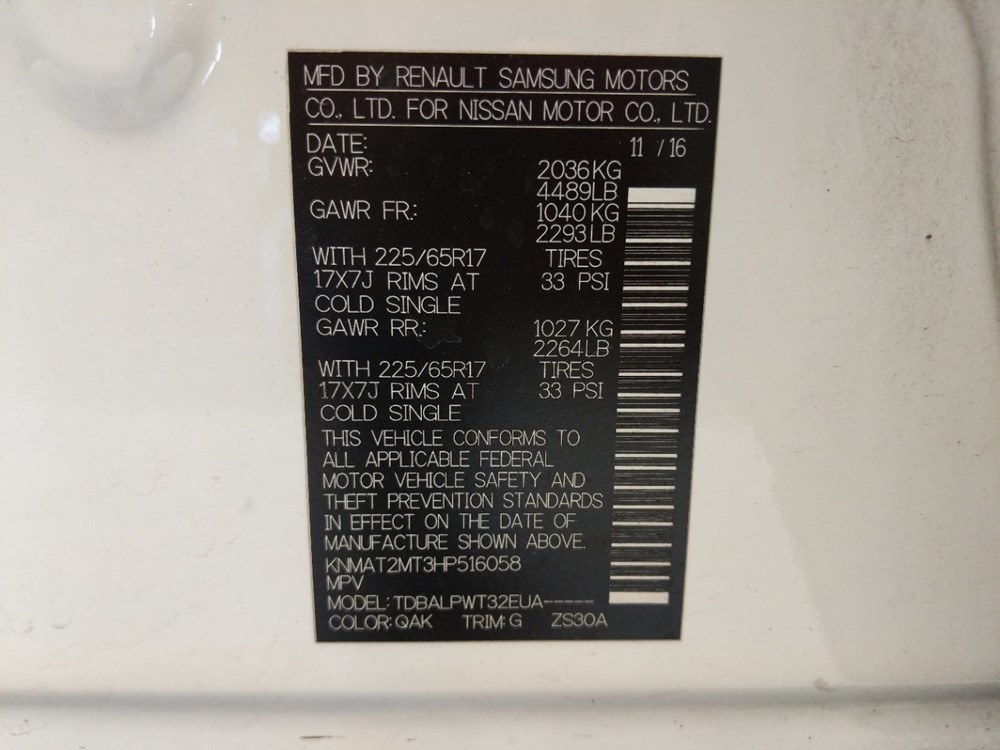 MFD BY RENAULT SAMSUNG MOTORS
CO., LTD. FOR NISSAN MOTOR CO., LTD.
DATE: 11 / 16
GVWR: 2036KG
4489LB
GAWR FR.: 1040KG
2293LB
WITH 225/65R17 TIRES
17X7J RIMS AT 33 PSI
COLD SINGLE
GAWR RR.: 1027KG
2264LB
WITH 225/65R17 TIRES
17X7J RIMS AT 33 PSI
COLD SINGLE
THIS VEHICLE CONFORMS TO
ALL APPLICABLE FEDERAL
MOTOR VEHICLE SAFETY AND
THEFT PREVENTION STANDARDS
IN EFFECT ON THE DATE OF
MANUFACTURE SHOWN ABOVE.
KNMAT2MT3HP516058
MPV
MODEL: TDBALPWT32EUA-----
COLOR: QAK TRIM: G ZS30A